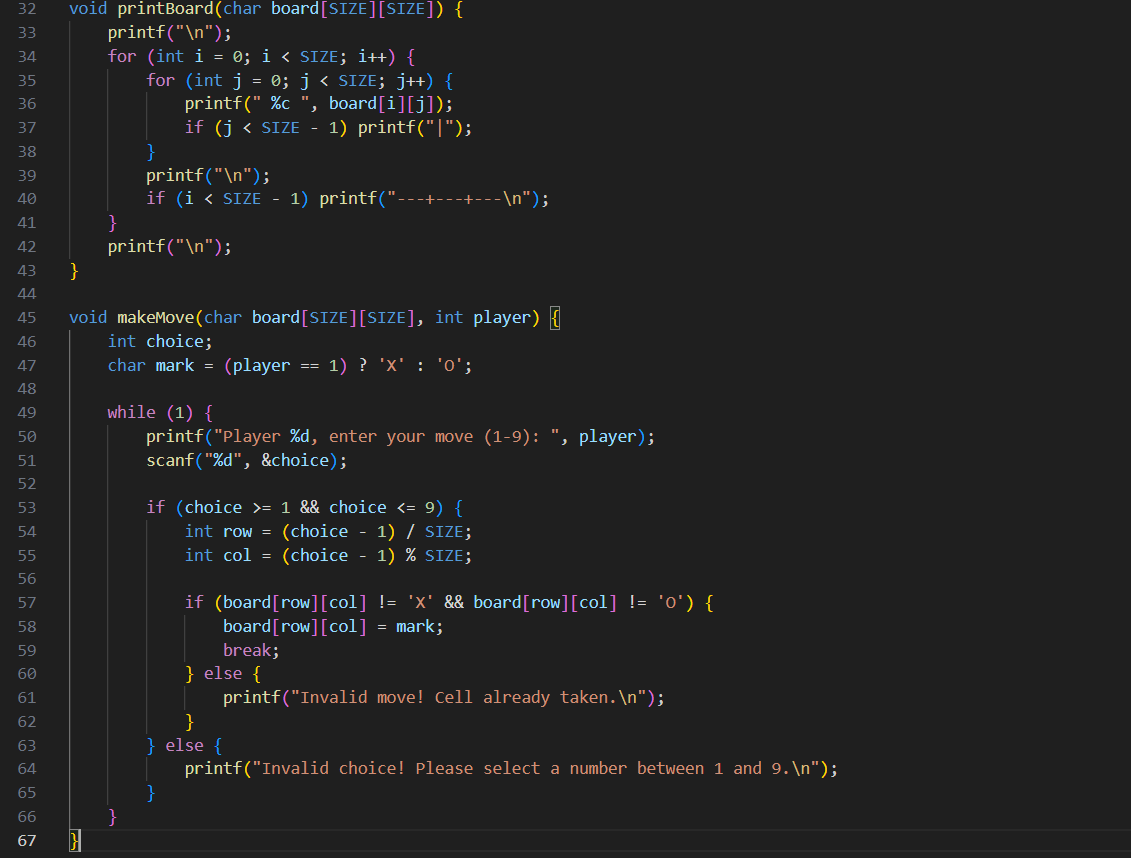 32 void printBoard(char board[SIZE][SIZE]) {
33     printf("\n");
34     for (int i = 0; i < SIZE; i++) {
35         for (int j = 0; j < SIZE; j++) {
36             printf(" %c ", board[i][j]);
37             if (j < SIZE - 1) printf("|");
38         }
39         printf("\n");
40         if (i < SIZE - 1) printf("---+---+---\n");
41     }
42     printf("\n");
43 }
44
45 void makeMove(char board[SIZE][SIZE], int player) {
46     int choice;
47     char mark = (player == 1) ? 'X' : 'O';
48
49     while (1) {
50         printf("Player %d, enter your move (1-9): ", player);
51         scanf("%d", &choice);
52
53         if (choice >= 1 && choice <= 9) {
54             int row = (choice - 1) / SIZE;
55             int col = (choice - 1) % SIZE;
56
57             if (board[row][col] != 'X' && board[row][col] != 'O') {
58                 board[row][col] = mark;
59                 break;
60             } else {
61                 printf("Invalid move! Cell already taken.\n");
62             }
63         } else {
64             printf("Invalid choice! Please select a number between 1 and 9.\n");
65         }
66     }
67 }